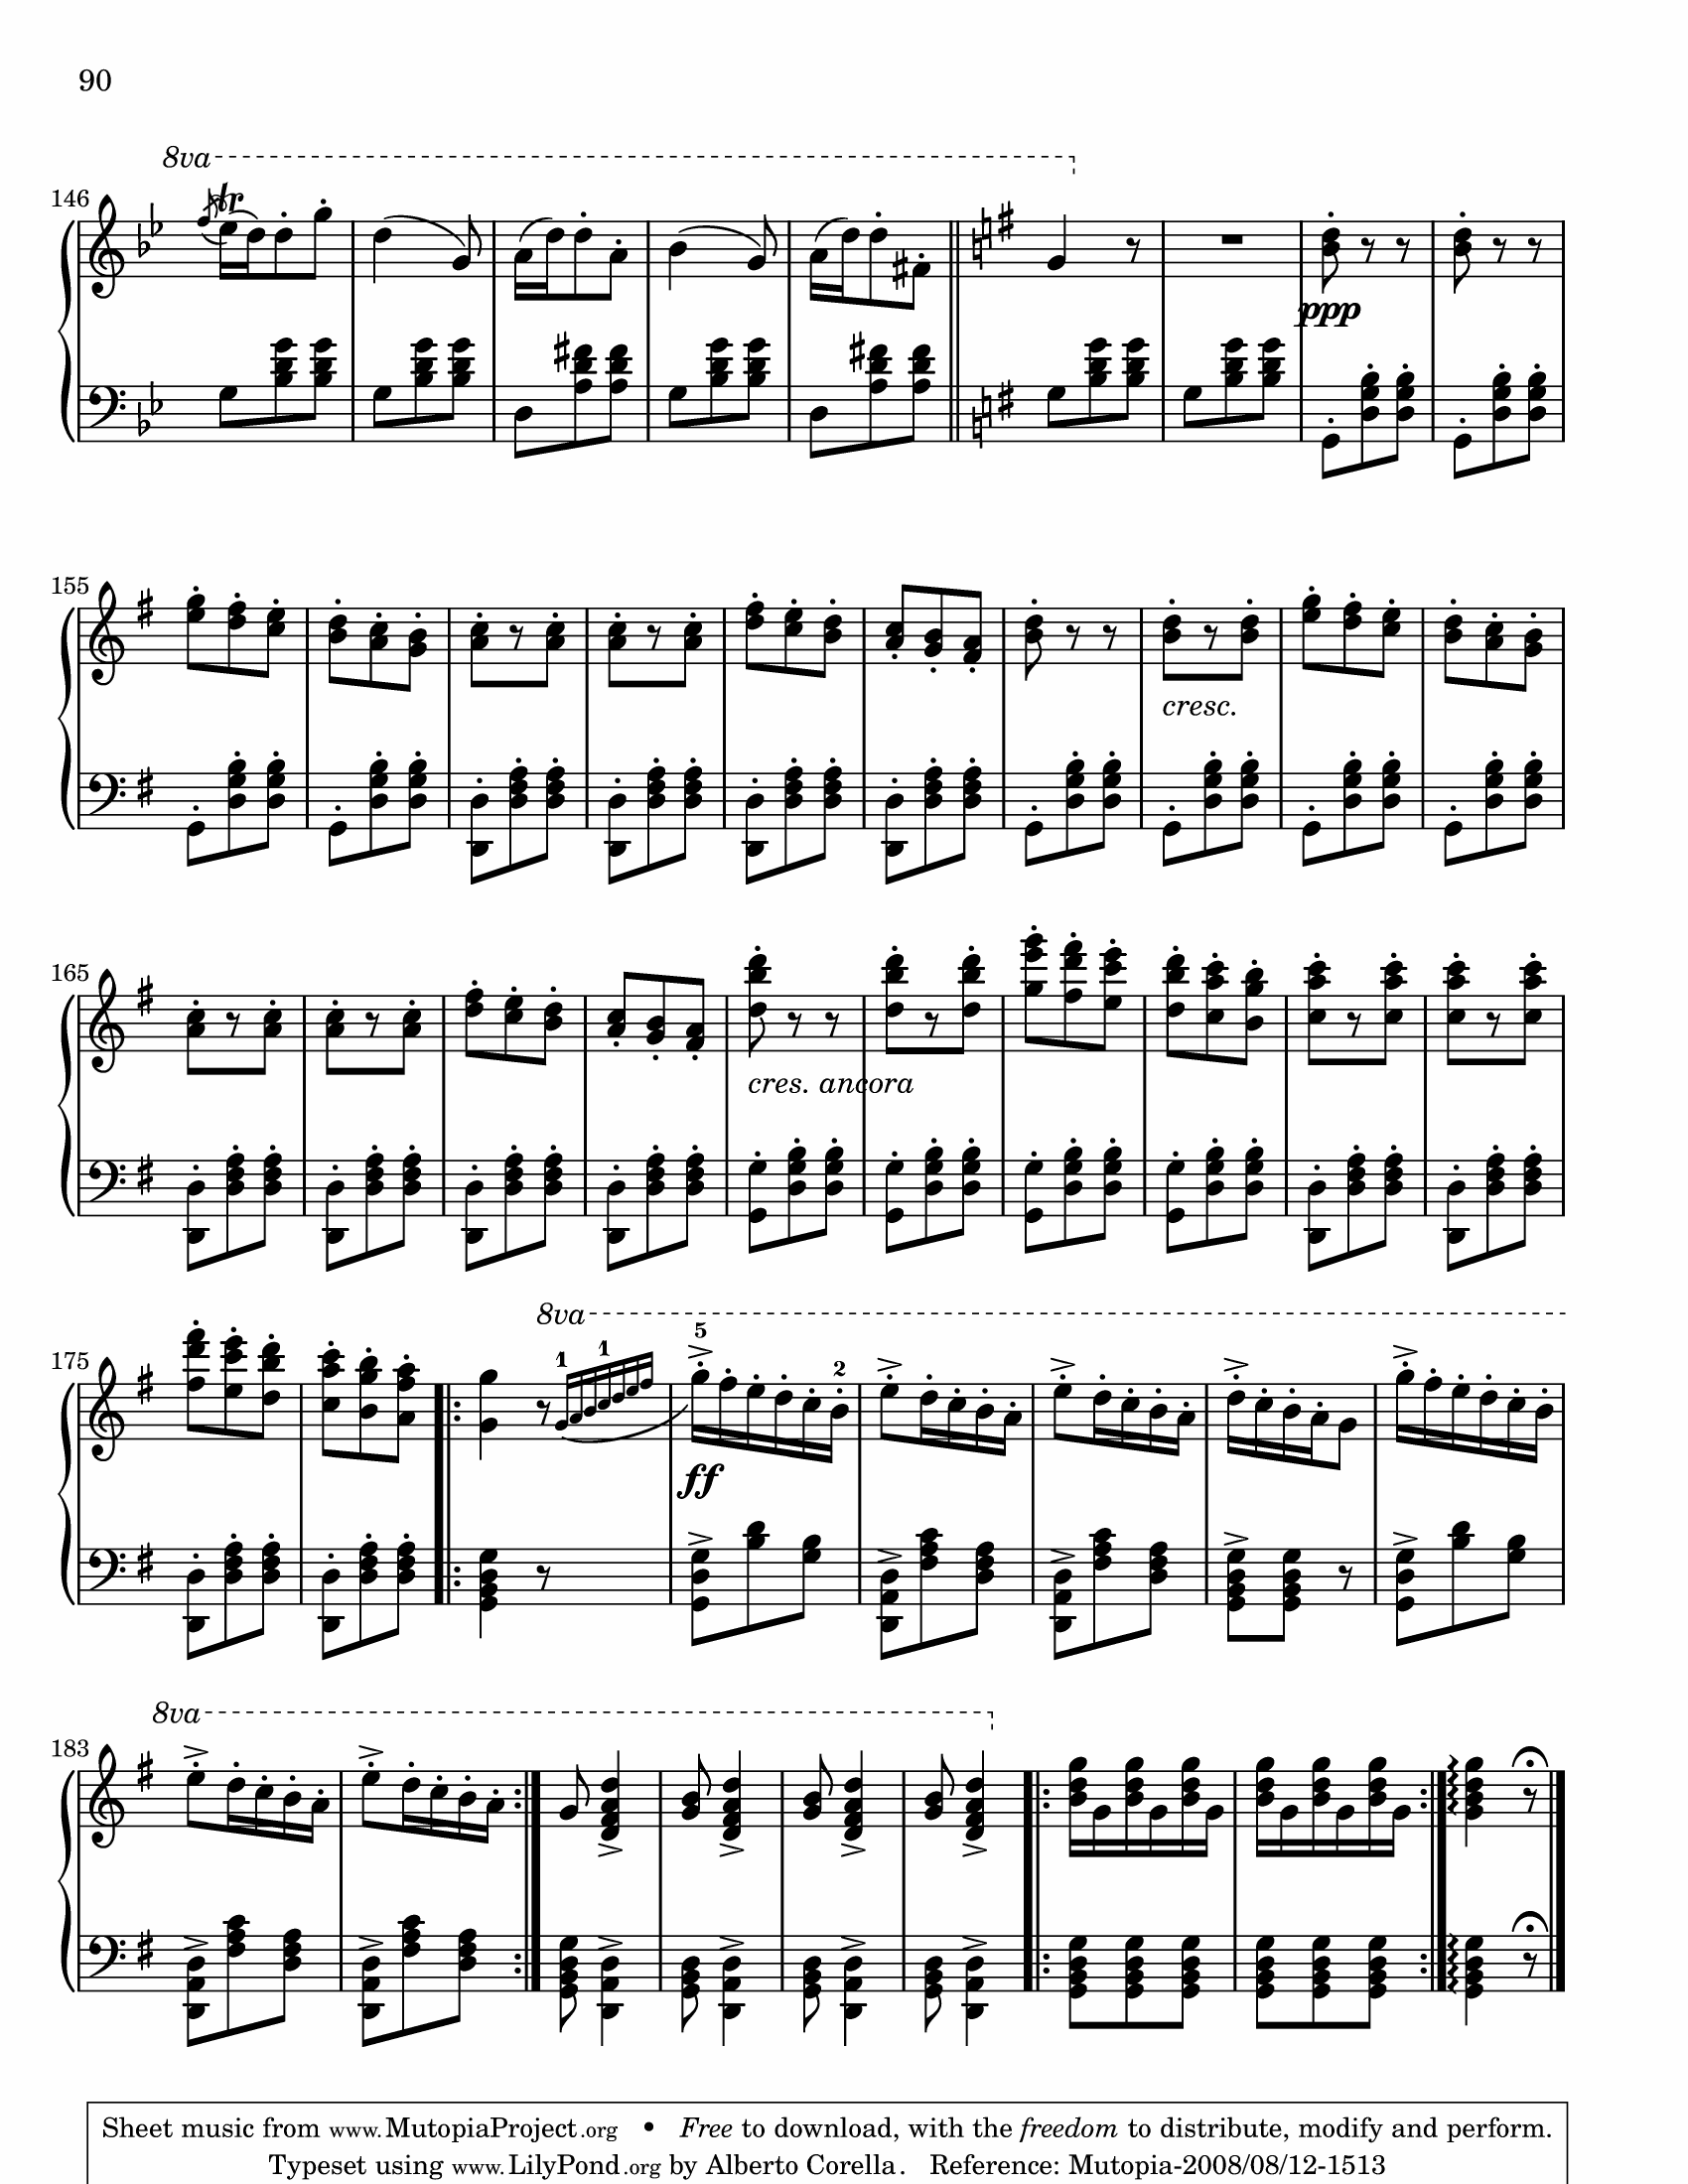 90
8va
146
tr
ppp
155
cresc.
165
cres. ancora
175
8va
1 1 5 2
ff
8va
183
Sheet music from www.MutopiaProject.org • Free to download, with the freedom to distribute, modify and perform.
Typeset using www.LilyPond.org by Alberto Corella. Reference: Mutopia-2008/08/12-1513